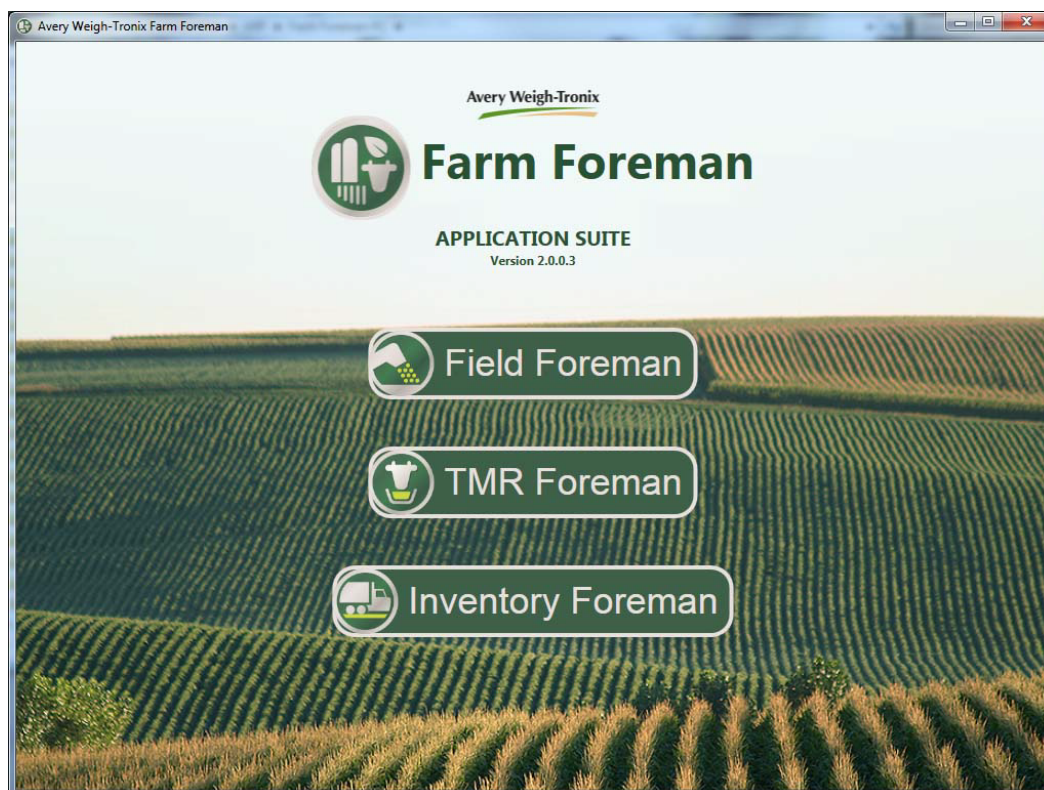 Avery Weigh-Tronix Farm Foreman
Avery Weigh-Tronix
Farm Foreman
APPLICATION SUITE
Version 2.0.0.3
Field Foreman
TMR Foreman
Inventory Foreman